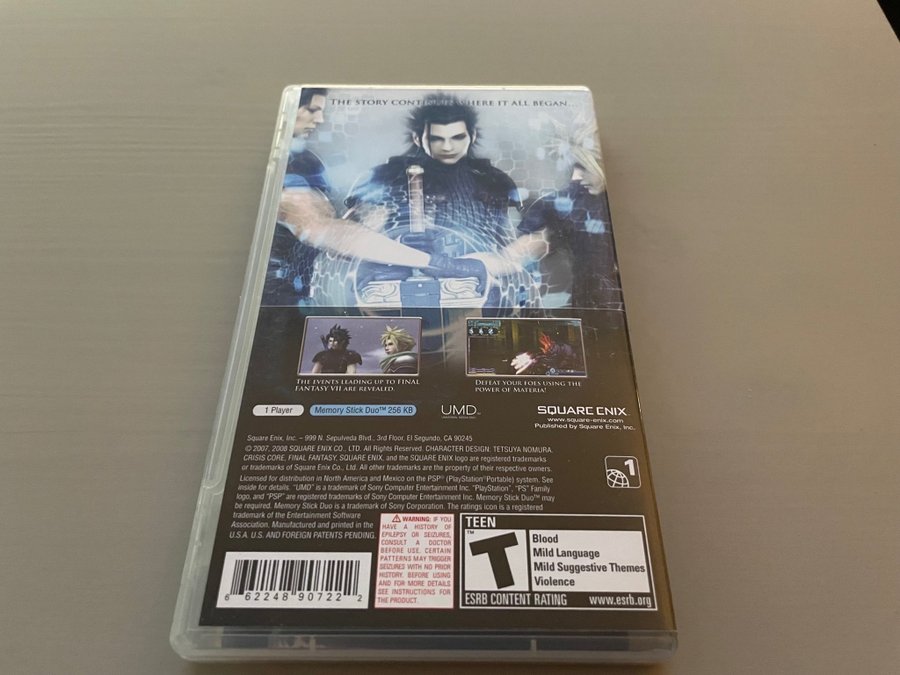 THE STORY CONTINUES WHERE IT ALL BEGAN...
THE EVENTS LEADING UP TO FINAL
FANTASY VII ARE REVEALED.
DEFEAT YOUR FOES USING THE
POWER OF MATERIA!
1 Player
Memory Stick Duo™ 256 KB
UMD
SQUARE ENIX
www.square-enix.com
Published by Square Enix, Inc.
Square Enix, Inc. – 999 N. Sepulveda Blvd., 3rd Floor, El Segundo, CA 90245
© 2007, 2008 SQUARE ENIX CO., LTD. All Rights Reserved. CHARACTER DESIGN: TETSUYA NOMURA.
CRISIS CORE, FINAL FANTASY, SQUARE ENIX, and the SQUARE ENIX logo are registered trademarks
or trademarks of Square Enix Co., Ltd. All other trademarks are the property of their respective owners.
Licensed for distribution in North America and Mexico on the PSP® (PlayStation®Portable) system. See
inside for details. "UMD" is a trademark of Sony Computer Entertainment Inc. "PlayStation", "PS" Family
logo, and "PSP" are registered trademarks of Sony Computer Entertainment Inc. Memory Stick Duo™ may
be required. Memory Stick Duo is a trademark of Sony Corporation. The ratings icon is a registered
trademark of the Entertainment Software
Association. Manufactured and printed in the
U.S.A. U.S. AND FOREIGN PATENTS PENDING.
1
⚠ WARNING: IF YOU
HAVE A HISTORY OF
EPILEPSY OR SEIZURES,
CONSULT A DOCTOR
BEFORE USE. CERTAIN
PATTERNS MAY TRIGGER
SEIZURES WITH NO PRIOR
HISTORY. BEFORE USING
AND FOR MORE DETAILS
SEE INSTRUCTIONS FOR
THE PRODUCT.
TEEN
T
Blood
Mild Language
Mild Suggestive Themes
Violence
ESRB CONTENT RATING www.esrb.org
6 62248 90722 2